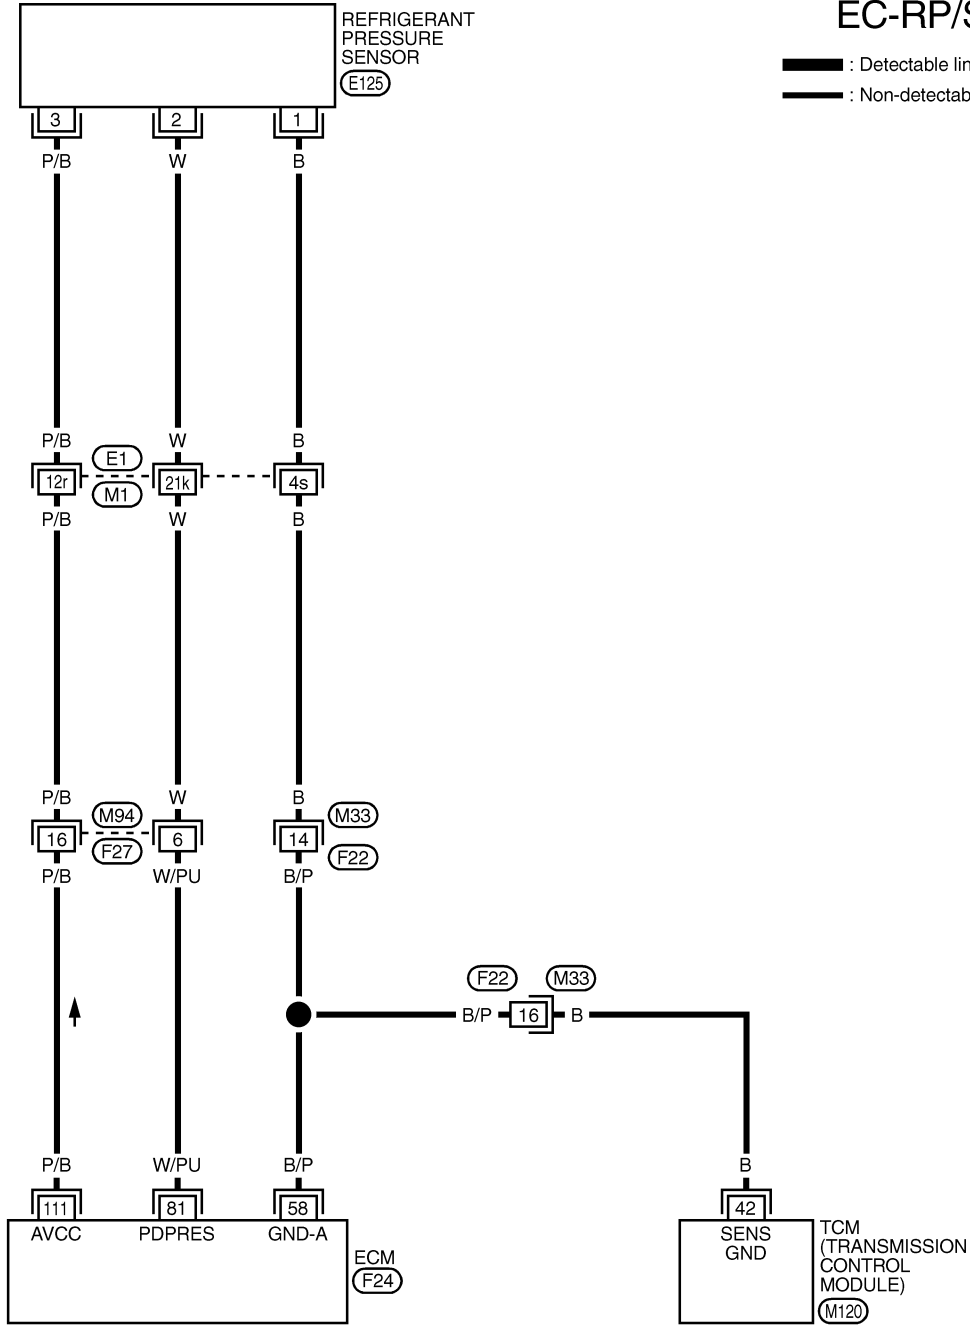 EC-RP/S
: Detectable lin
: Non-detectab
REFRIGERANT
PRESSURE
SENSOR
E125
3 2 1
P/B W B
P/B W B
E1
12r 21k 4s
M1
P/B W B
P/B W B
M94 M33
16 6 14
F27 F22
P/B W/PU B/P
F22 M33
B/P 16 B
P/B W/PU B/P B
111 81 58 42
AVCC PDPRES GND-A
SENS
GND
ECM
F24
TCM
(TRANSMISSION
CONTROL
MODULE)
M120